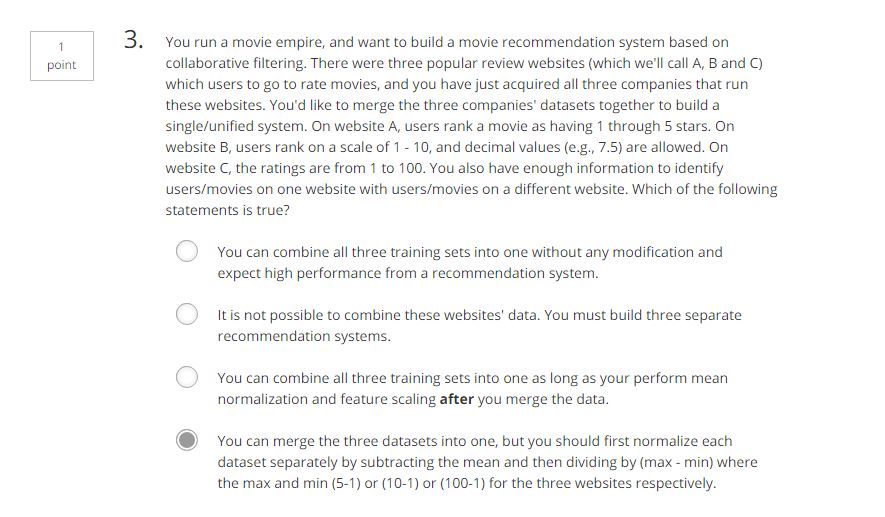 1
point
3.
You run a movie empire, and want to build a movie recommendation system based on
collaborative filtering. There were three popular review websites (which we'll call A, B and C)
which users to go to rate movies, and you have just acquired all three companies that run
these websites. You'd like to merge the three companies' datasets together to build a
single/unified system. On website A, users rank a movie as having 1 through 5 stars. On
website B, users rank on a scale of 1 - 10, and decimal values (e.g., 7.5) are allowed. On
website C, the ratings are from 1 to 100. You also have enough information to identify
users/movies on one website with users/movies on a different website. Which of the following
statements is true?
You can combine all three training sets into one without any modification and
expect high performance from a recommendation system.
It is not possible to combine these websites' data. You must build three separate
recommendation systems.
You can combine all three training sets into one as long as your perform mean
normalization and feature scaling after you merge the data.
You can merge the three datasets into one, but you should first normalize each
dataset separately by subtracting the mean and then dividing by (max - min) where
the max and min (5-1) or (10-1) or (100-1) for the three websites respectively.